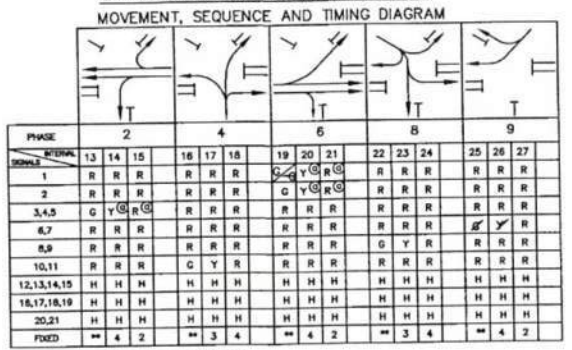 MOVEMENT, SEQUENCE AND TIMING DIAGRAM
PHASE 2 4 6 8 9
INTERVAL 13 14 15 16 17 18 19 20 21 22 23 24 25 26 27
SIGNALS
1 R R R R R R G G Y@ R@ R R R R R R
2 R R R R R R G Y@ R@ R R R R R R
3,4,5 G Y@ R@ R R R R R R R R R R R R
6,7 R R R R R R R R R R R R G Y R
8,9 R R R R R R R R R G Y R R R R
10,11 R R R G Y R R R R R R R R R R
12,13,14,15 H H H H H H H H H H H H H H H
16,17,18,19 H H H H H H H H H H H H H H H
20,21 H H H H H H H H H H H H H H H
FIXED ** 4 2 ** 3 4 ** 4 2 ** 3 4 ** 4 2